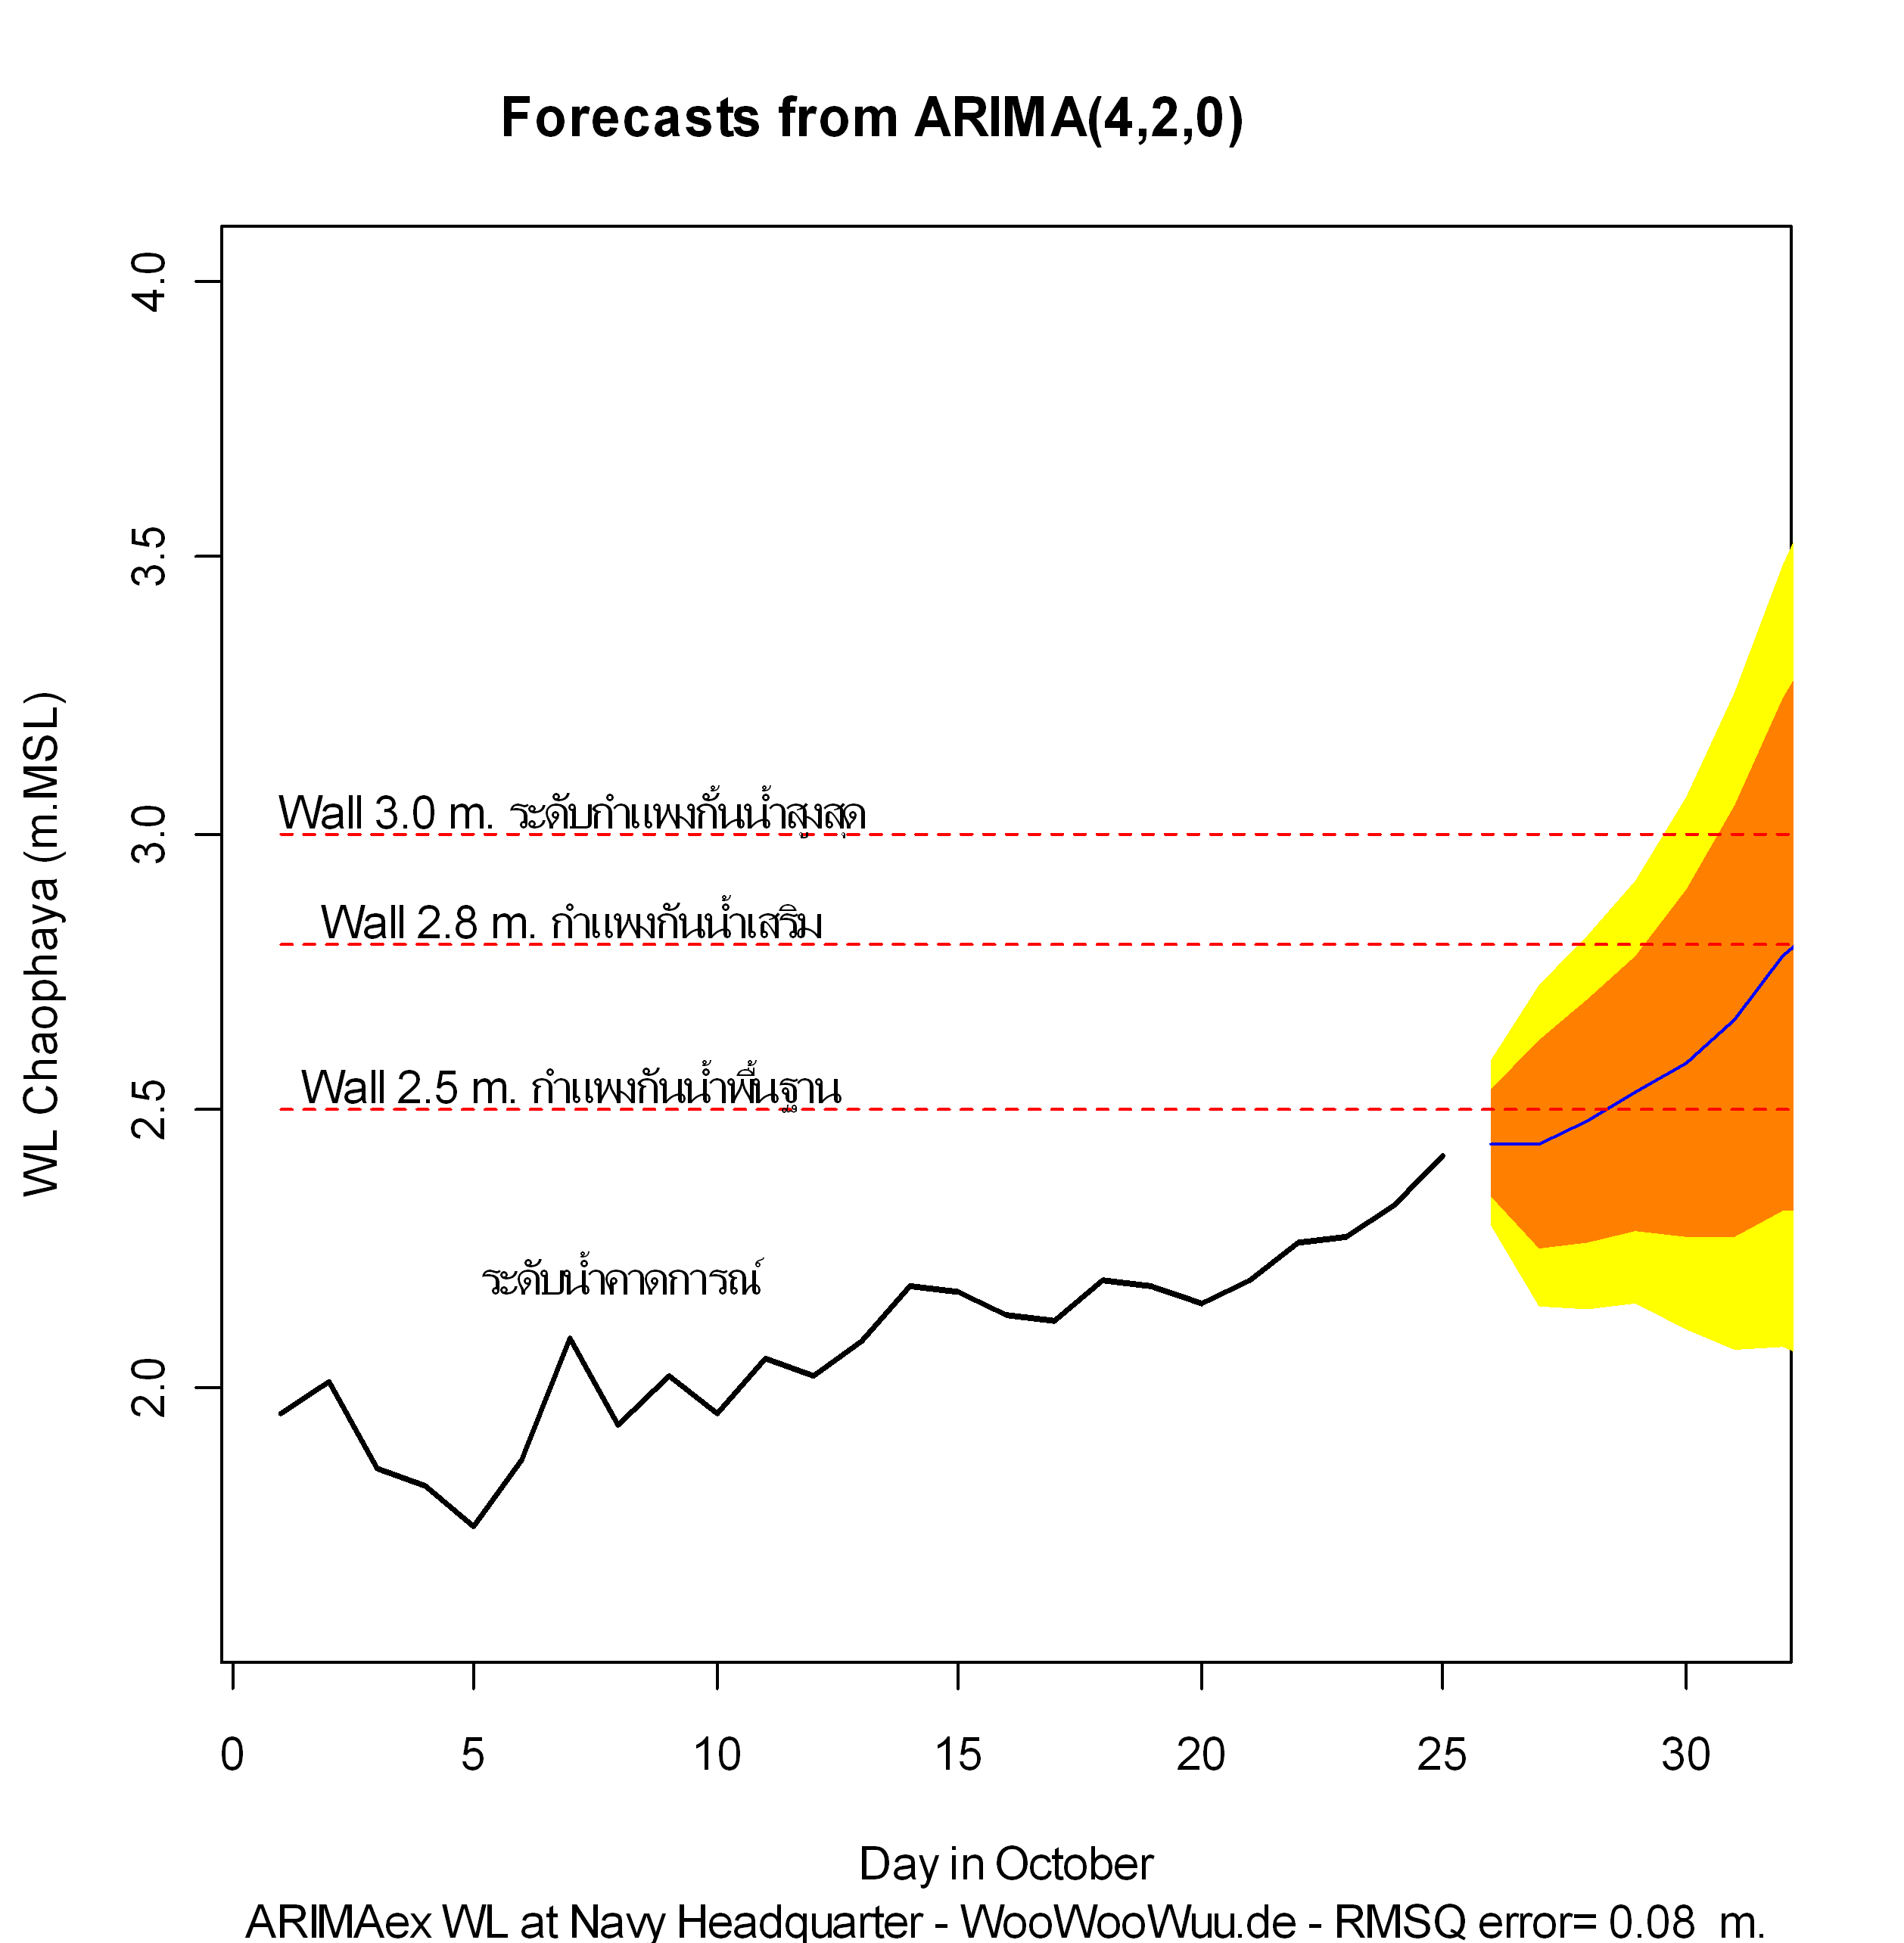 Forecasts from ARIMA(4,2,0)
WL Chaophaya (m.MSL)
4.0
3.5
3.0
2.5
2.0
Wall 3.0 m. ระดับกำแพงกั้นน้ำสูงสุด
Wall 2.8 m. กำแพงกันน้ำเสริม
Wall 2.5 m. กำแพงกันน้ำพื้นฐาน
ระดับน้ำคาดการณ์
0 5 10 15 20 25 30
Day in October
ARIMAex WL at Navy Headquarter - WooWooWuu.de - RMSQ error= 0.08 m.